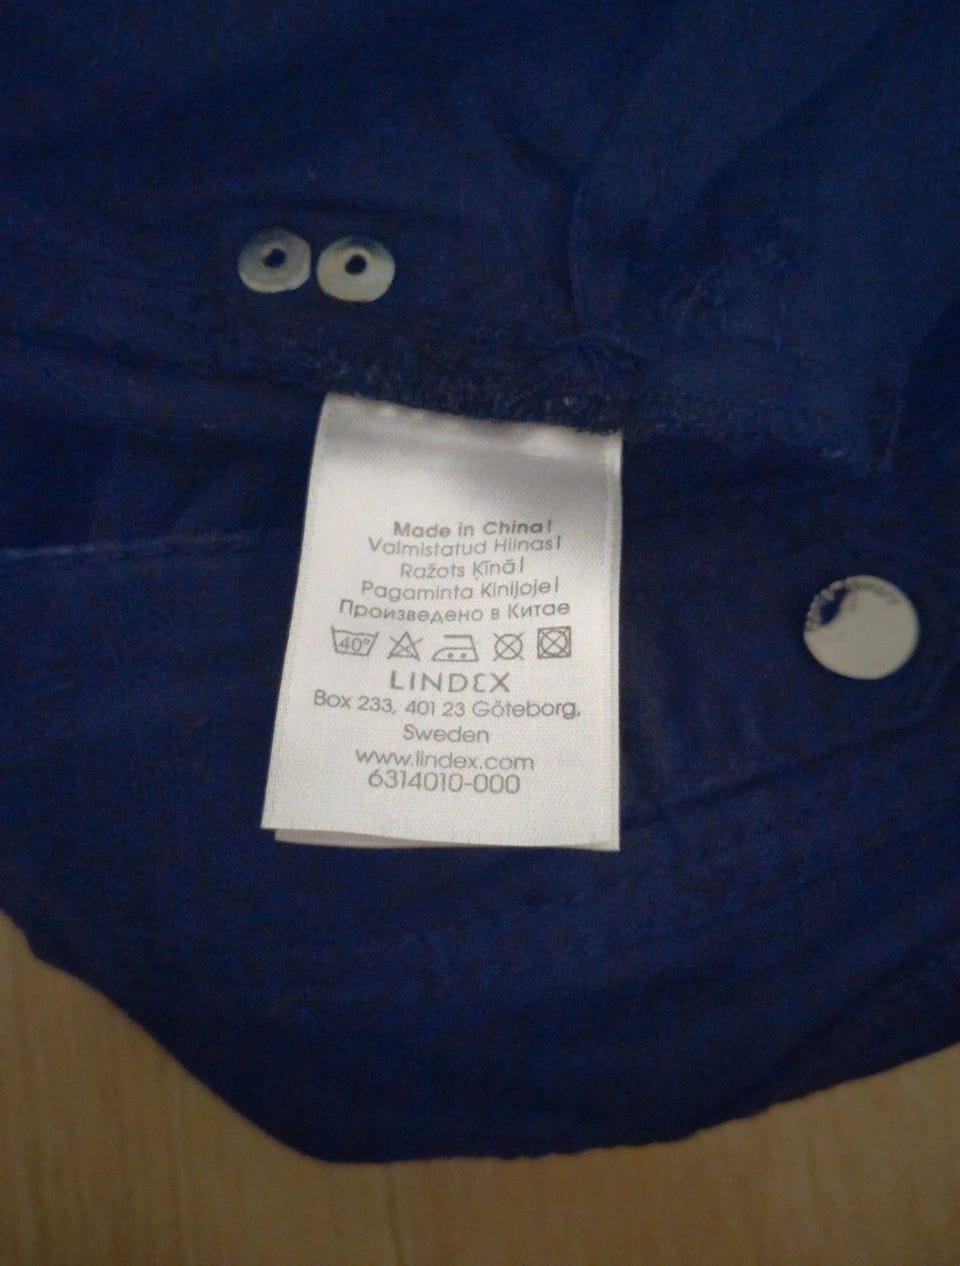 Made in China|
Valmistatud Hiinas|
Ražots Ķīnā|
Pagaminta Kinijoje|
Произведено в Китае
40°
LINDEX
Box 233, 401 23 Göteborg,
Sweden
www.lindex.com
6314010-000